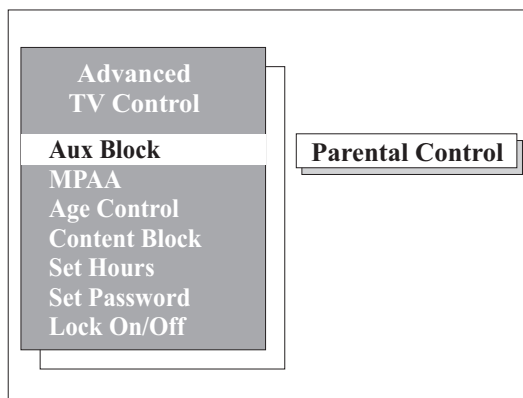 Advanced
TV Control
Aux Block
MPAA
Age Control
Content Block
Set Hours
Set Password
Lock On/Off
Parental Control